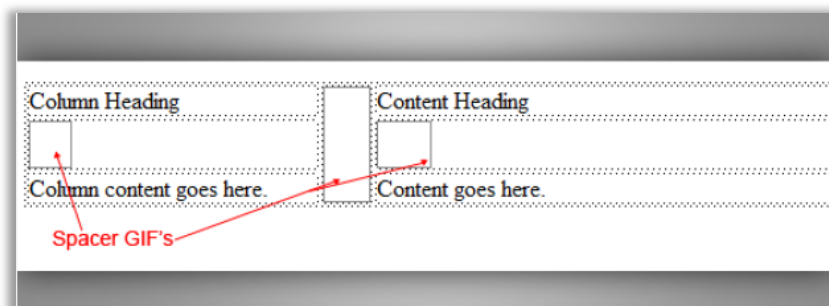 Column Heading
Content Heading
Column content goes here.
Content goes here.
Spacer GIF's